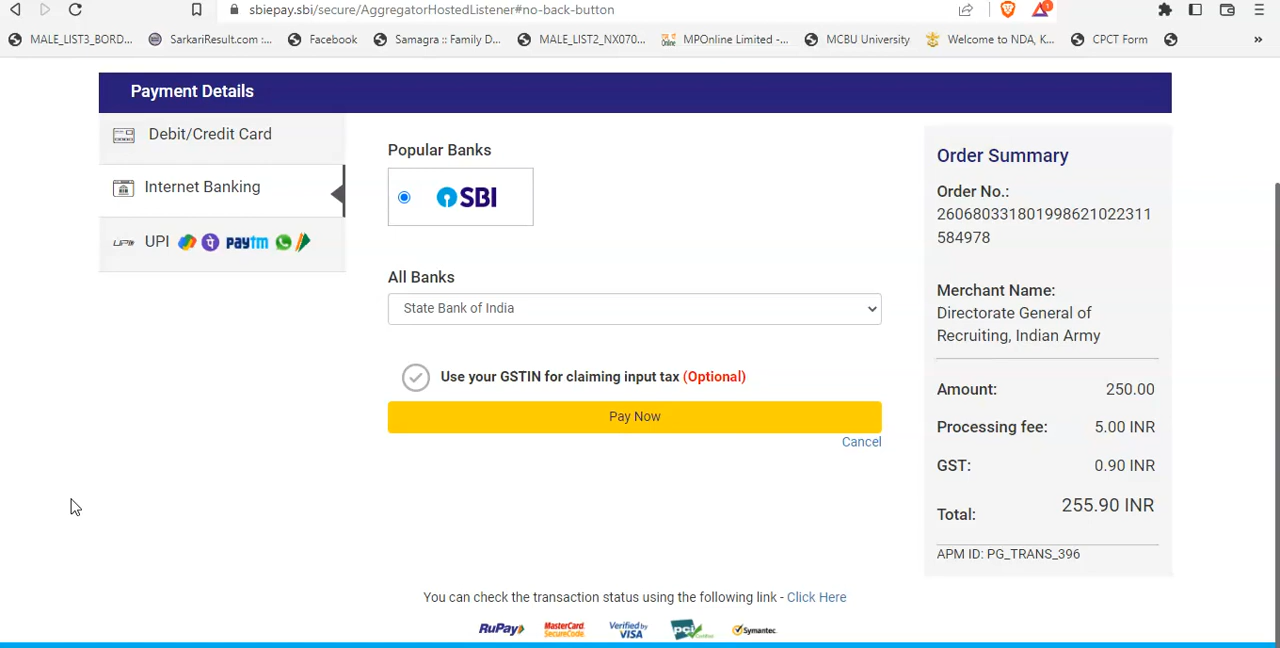 sbiepay.sbi/secure/AggregatorHostedListener#no-back-button
1
MALE_LIST3_BORD... SarkariResult.com :... Facebook Samagra :: Family D... MALE_LIST2_NX070... MPOnline Limited -... MCBU University Welcome to NDA, K... CPCT Form »
Payment Details
Debit/Credit Card
Internet Banking
UPI paytm
Popular Banks
SBI
All Banks
State Bank of India
Use your GSTIN for claiming input tax (Optional)
Pay Now
Cancel
Order Summary
Order No.:
260680331801998621022311
584978
Merchant Name:
Directorate General of
Recruiting, Indian Army
Amount: 250.00
Processing fee: 5.00 INR
GST: 0.90 INR
Total: 255.90 INR
APM ID: PG_TRANS_396
You can check the transaction status using the following link - Click Here
RuPay MasterCard SecureCode Verified by VISA pci Symantec